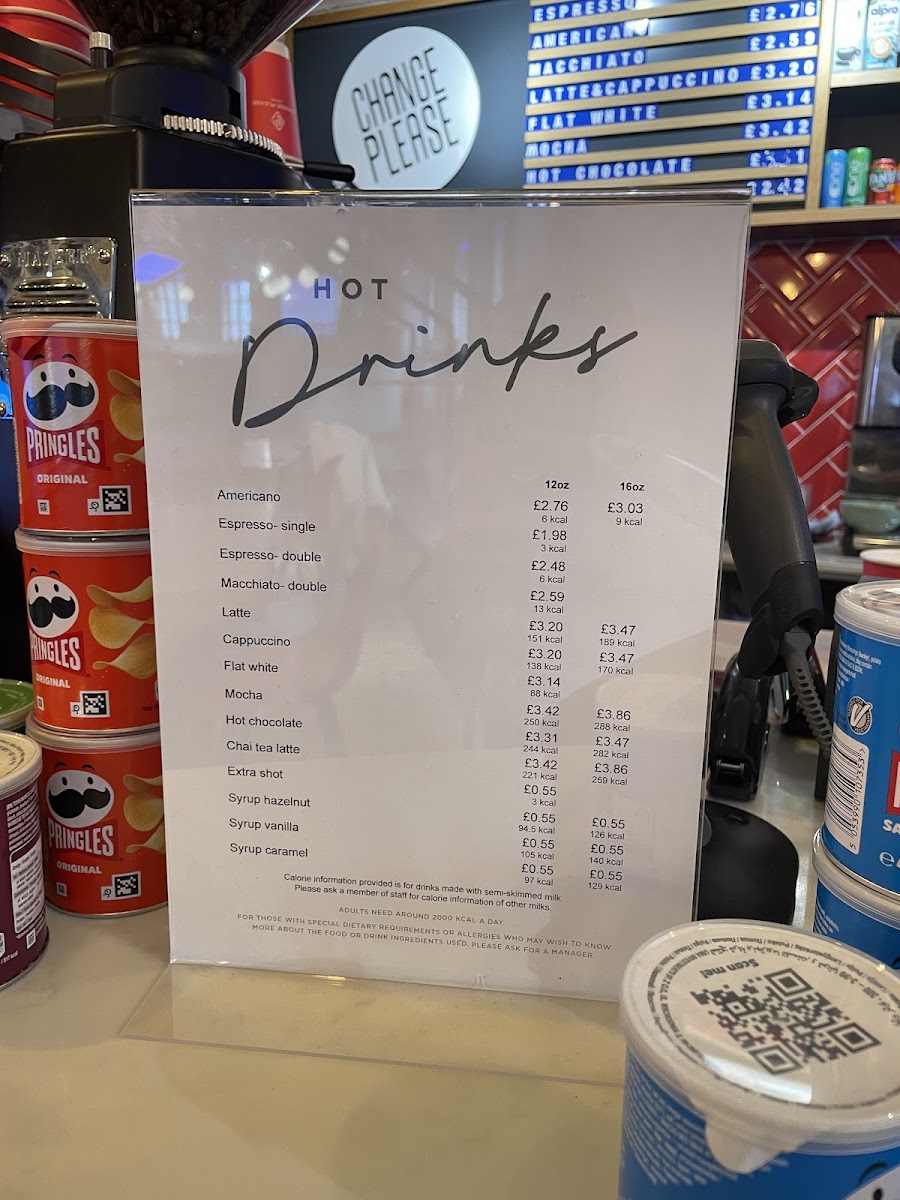 CHANGE
PLEASE
ESPRESSO £2.76
AMERICANO £2.59
MACCHIATO £3.20
LATTE&CAPPUCCINO £3.14
FLAT WHITE £3.42
MOCHA
HOT CHOCOLATE
HOT
Drinks
12oz 16oz
Americano £2.76 £3.03
6 kcal 9 kcal
Espresso- single £1.98
3 kcal
Espresso- double £2.48
6 kcal
Macchiato- double £2.59
13 kcal
Latte £3.20 £3.47
151 kcal 189 kcal
Cappuccino £3.20 £3.47
138 kcal 170 kcal
Flat white £3.14
88 kcal
Mocha £3.42 £3.86
250 kcal 288 kcal
Hot chocolate £3.31 £3.47
244 kcal 282 kcal
Chai tea latte £3.42 £3.86
221 kcal 259 kcal
Extra shot £0.55
3 kcal
Syrup hazelnut £0.55 £0.55
94.5 kcal 126 kcal
Syrup vanilla £0.55 £0.55
105 kcal 140 kcal
Syrup caramel £0.55 £0.55
97 kcal 129 kcal
Calorie information provided is for drinks made with semi-skimmed milk.
Please ask a member of staff for calorie information of other milks.
ADULTS NEED AROUND 2000 KCAL A DAY.
FOR THOSE WITH SPECIAL DIETARY REQUIREMENTS OR ALLERGIES WHO MAY WISH TO KNOW
MORE ABOUT THE FOOD OR DRINK INGREDIENTS USED, PLEASE ASK FOR A MANAGER.
PRINGLES
ORIGINAL
PRINGLES
ORIGINAL
PRINGLES
ORIGINAL
alpro
Scan me!
5 053990 107353